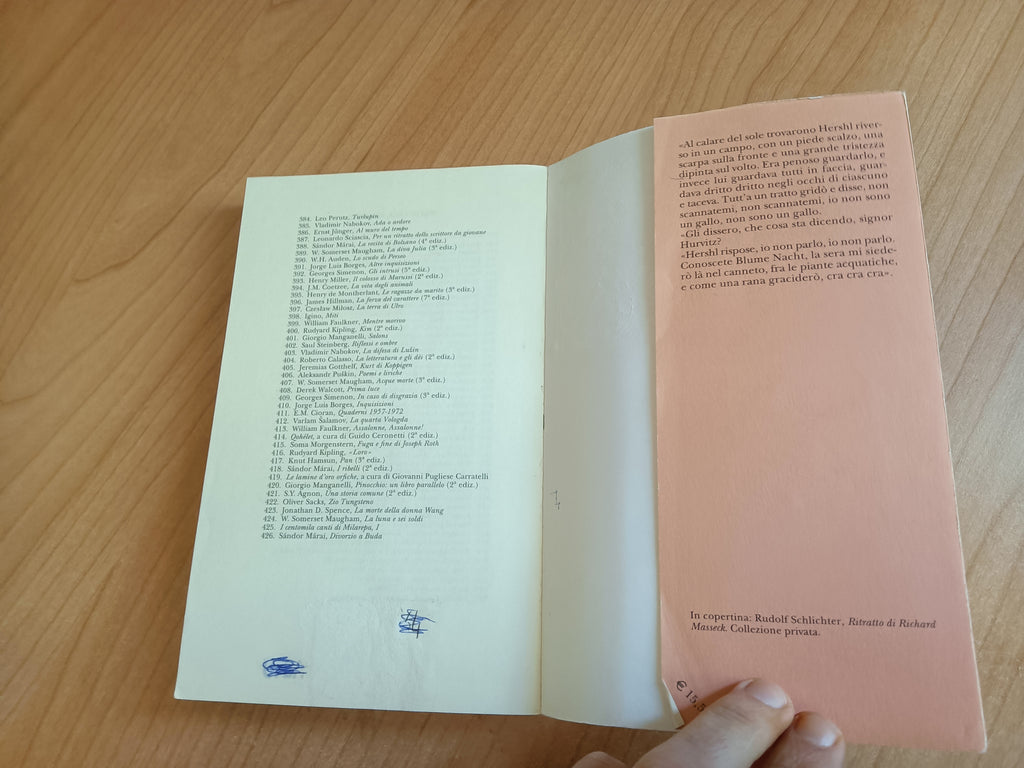 384. Leo Perutz, Turlupin
385. Vladimir Nabokov, Ada o ardore
386. Ernst Jünger, Al muro del tempo
387. Leonardo Sciascia, Per un ritratto dello scrittore da giovane
388. Sándor Márai, La recita di Bolzano (4ª ediz.)
389. W. Somerset Maugham, La diva Julia (3ª ediz.)
390. W.H. Auden, Lo scudo di Perseo
391. Jorge Luis Borges, Altre inquisizioni
392. Georges Simenon, Gli intrusi (5ª ediz.)
393. Henry Miller, Il colosso di Marussi (2ª ediz.)
394. J.M. Coetzee, La vita degli animali
395. Henry de Montherlant, Le ragazze da marito (3ª ediz.)
396. James Hillman, La forza del carattere (7ª ediz.)
397. Czesław Miłosz, La terra di Ulro
398. Igino, Miti
399. William Faulkner, Mentre morivo
400. Rudyard Kipling, Kim (2ª ediz.)
401. Giorgio Manganelli, Salons
402. Saul Steinberg, Riflessi e ombre
403. Vladimir Nabokov, La difesa di Lužin
404. Roberto Calasso, La letteratura e gli dèi (2ª ediz.)
405. Jeremias Gotthelf, Kurt di Koppigen
406. Aleksandr Puškin, Poemi e liriche
407. W. Somerset Maugham, Acque morte (3ª ediz.)
408. Derek Walcott, Prima luce
409. Georges Simenon, In caso di disgrazia (3ª ediz.)
410. Jorge Luis Borges, Inquisizioni
411. E.M. Cioran, Quaderni 1957-1972
412. Varlam Šalamov, La quarta Vologda
413. William Faulkner, Assalonne, Assalonne!
414. Qohélet, a cura di Guido Ceronetti (2ª ediz.)
415. Soma Morgenstern, Fuga e fine di Joseph Roth
416. Rudyard Kipling, «Loro»
417. Knut Hamsun, Pan (3ª ediz.)
418. Sándor Márai, I ribelli (2ª ediz.)
419. Le lamine d'oro orfiche, a cura di Giovanni Pugliese Carratelli
420. Giorgio Manganelli, Pinocchio: un libro parallelo (2ª ediz.)
421. S.Y. Agnon, Una storia comune (2ª ediz.)
422. Oliver Sacks, Zio Tungsteno
423. Jonathan D. Spence, La morte della donna Wang
424. W. Somerset Maugham, La luna e sei soldi
425. I centomila canti di Milarepa, I
426. Sándor Márai, Divorzio a Buda
«Al calare del sole trovarono Hershl river-
so in un campo, con un piede scalzo, una
scarpa sulla fronte e una grande tristezza
dipinta sul volto. Era penoso guardarlo, e
invece lui guardava tutti in faccia, guar-
dava dritto dritto negli occhi di ciascuno
e taceva. Tutt'a un tratto gridò e disse, non
scannatemi, non scannatemi, io non sono
un gallo, non sono un gallo.
«Gli dissero, che cosa sta dicendo, signor
Hurvitz?
«Hershl rispose, io non parlo, io non parlo.
Conoscete Blume Nacht, la sera mi siede-
rò là nel canneto, fra le piante acquatiche,
e come una rana graciderò, cra cra cra».
In copertina: Rudolf Schlichter, Ritratto di Richard
Masseck. Collezione privata.
€ 15,5